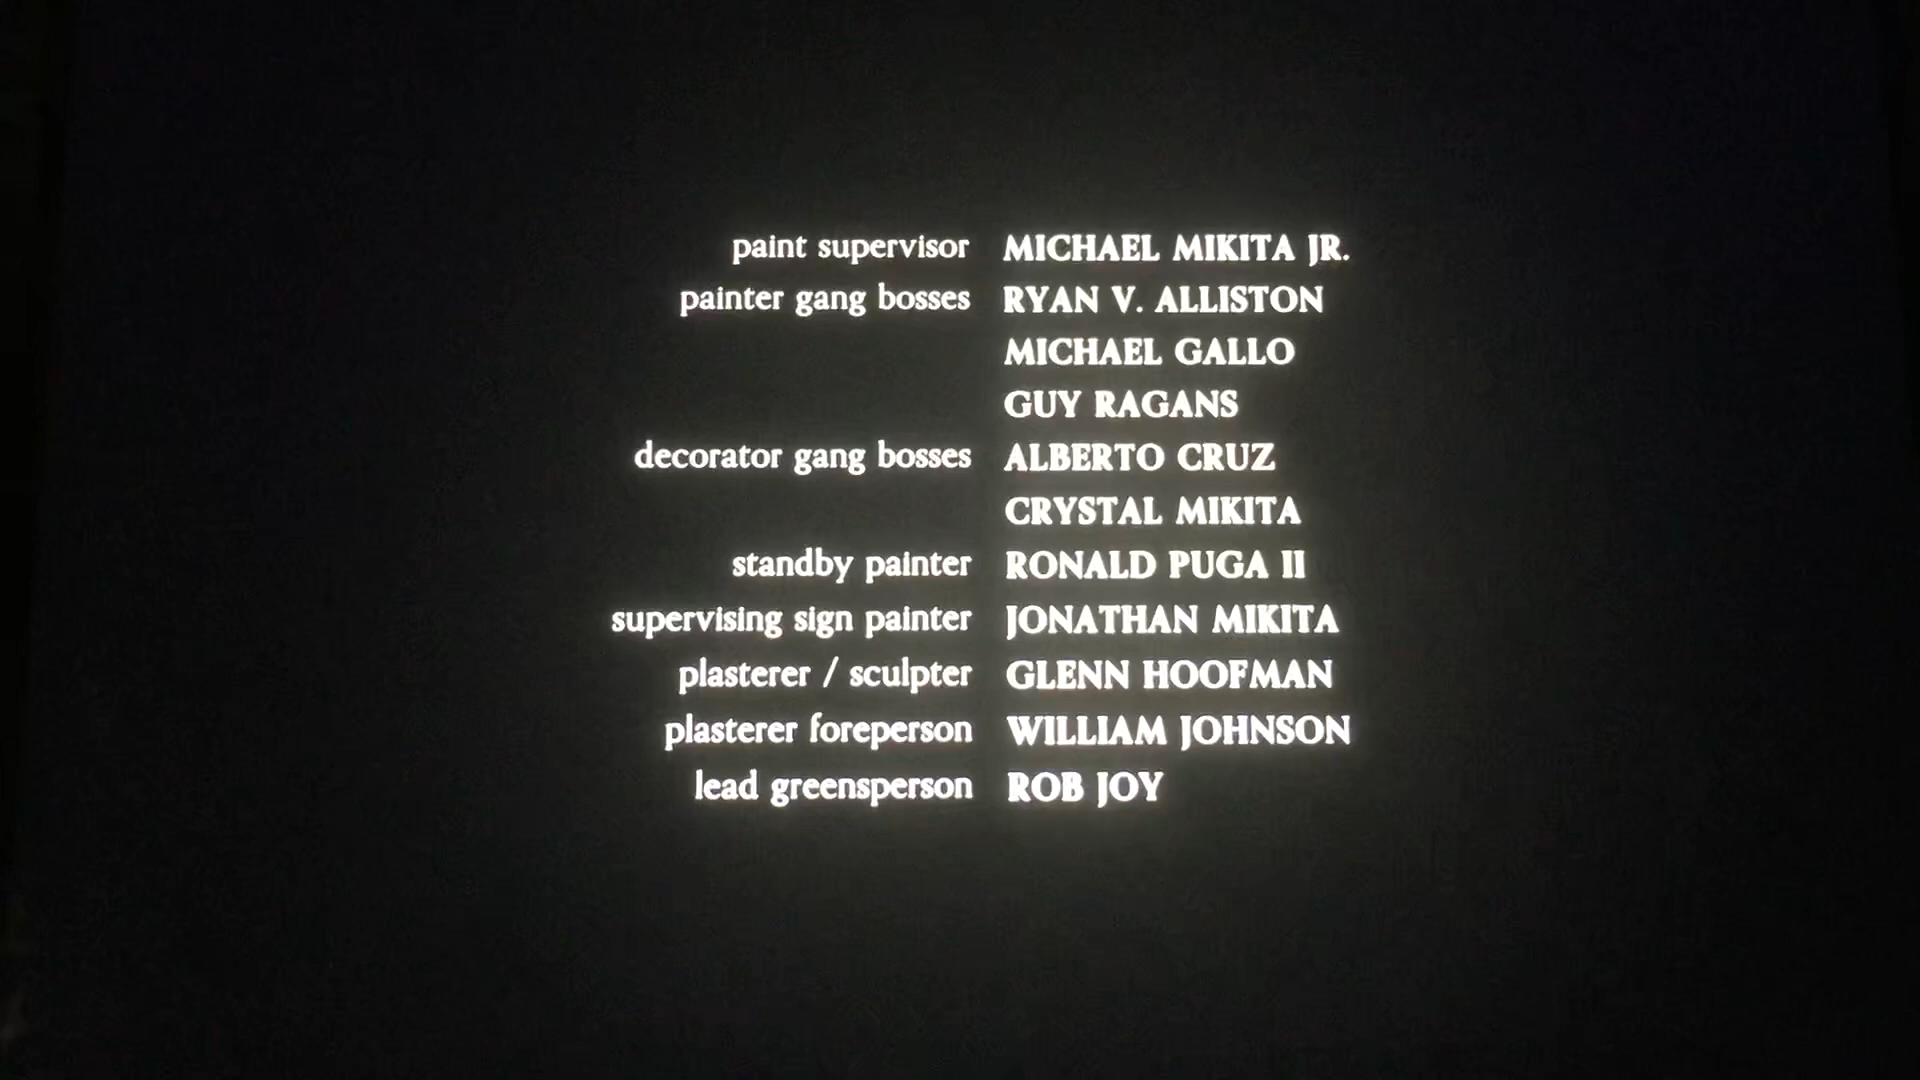 paint supervisor MICHAEL MIKITA JR.
painter gang bosses RYAN V. ALLISTON
MICHAEL GALLO
GUY RAGANS
decorator gang bosses ALBERTO CRUZ
CRYSTAL MIKITA
standby painter RONALD PUGA II
supervising sign painter JONATHAN MIKITA
plasterer / sculpter GLENN HOOFMAN
plasterer foreperson WILLIAM JOHNSON
lead greensperson ROB JOY